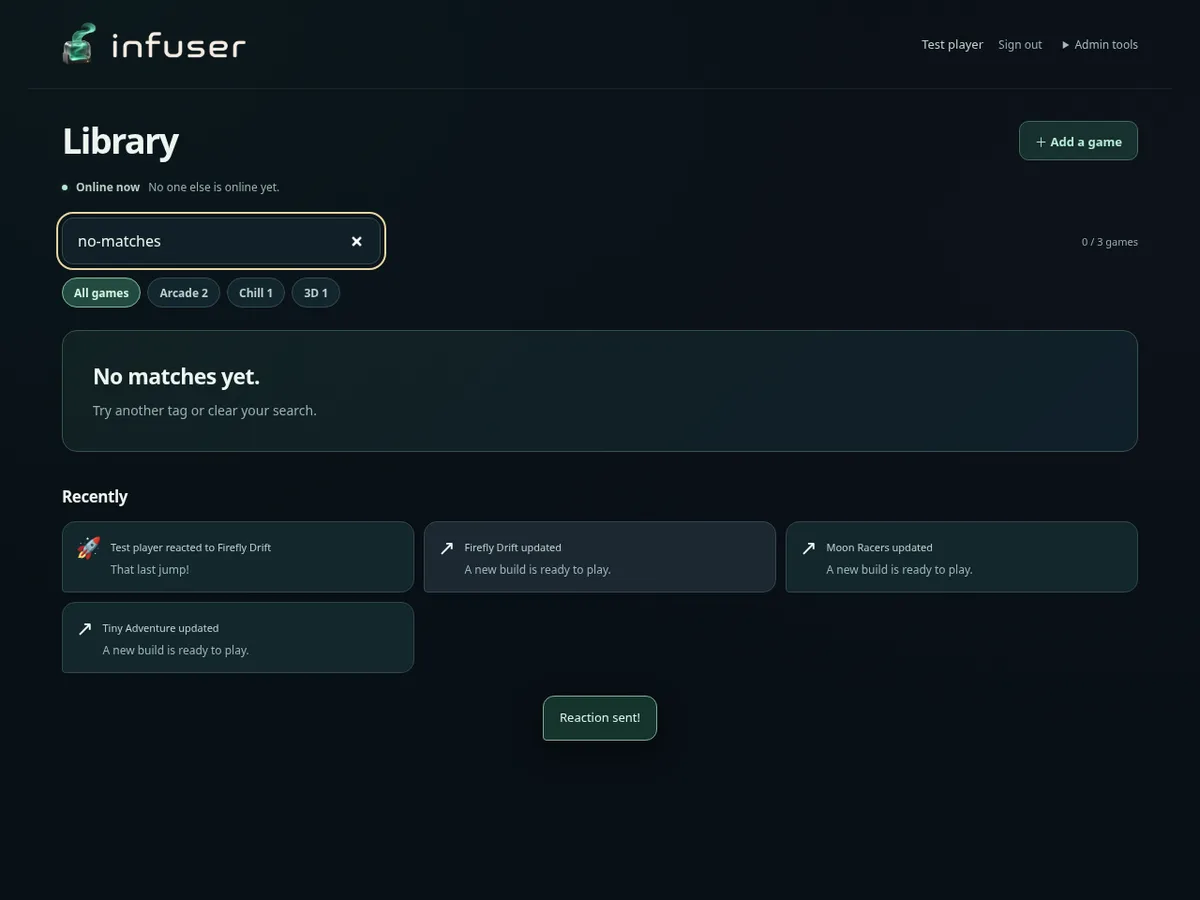 infuser
Test player Sign out ▶ Admin tools
Library
+ Add a game
Online now No one else is online yet.
no-matches
0 / 3 games
All games Arcade 2 Chill 1 3D 1
No matches yet.
Try another tag or clear your search.
Recently
Test player reacted to Firefly Drift
That last jump!
Firefly Drift updated
A new build is ready to play.
Moon Racers updated
A new build is ready to play.
Tiny Adventure updated
A new build is ready to play.
Reaction sent!